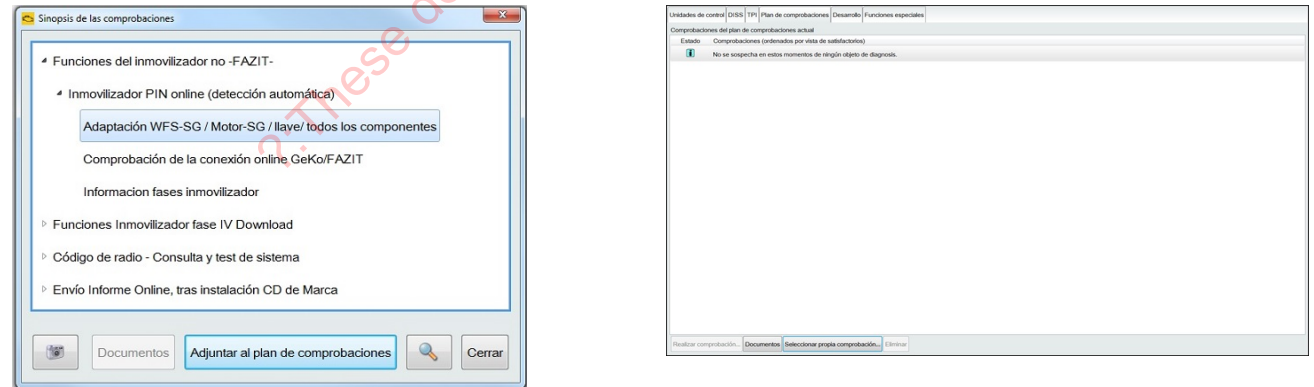 Sinopsis de las comprobaciones
Funciones del inmovilizador no -FAZIT-
Inmovilizador PIN online (detección automática)
Adaptación WFS-SG / Motor-SG / llave/ todos los componentes
Comprobación de la conexión online GeKo/FAZIT
Informacion fases inmovilizador
Funciones Inmovilizador fase IV Download
Código de radio - Consulta y test de sistema
Envío Informe Online, tras instalación CD de Marca
Documentos
Adjuntar al plan de comprobaciones
Cerrar
?:These d
Unidades de control DISS TPI Plan de comprobaciones Desarrollo Funciones especiales
Comprobaciones del plan de comprobaciones actual
Estado Comprobaciones (ordenados por vista de satisfactorios)
No se sospecha en estos momentos de ningún objeto de diagnosis.
Realizar comprobación... Documentos Seleccionar propia comprobación... Eliminar